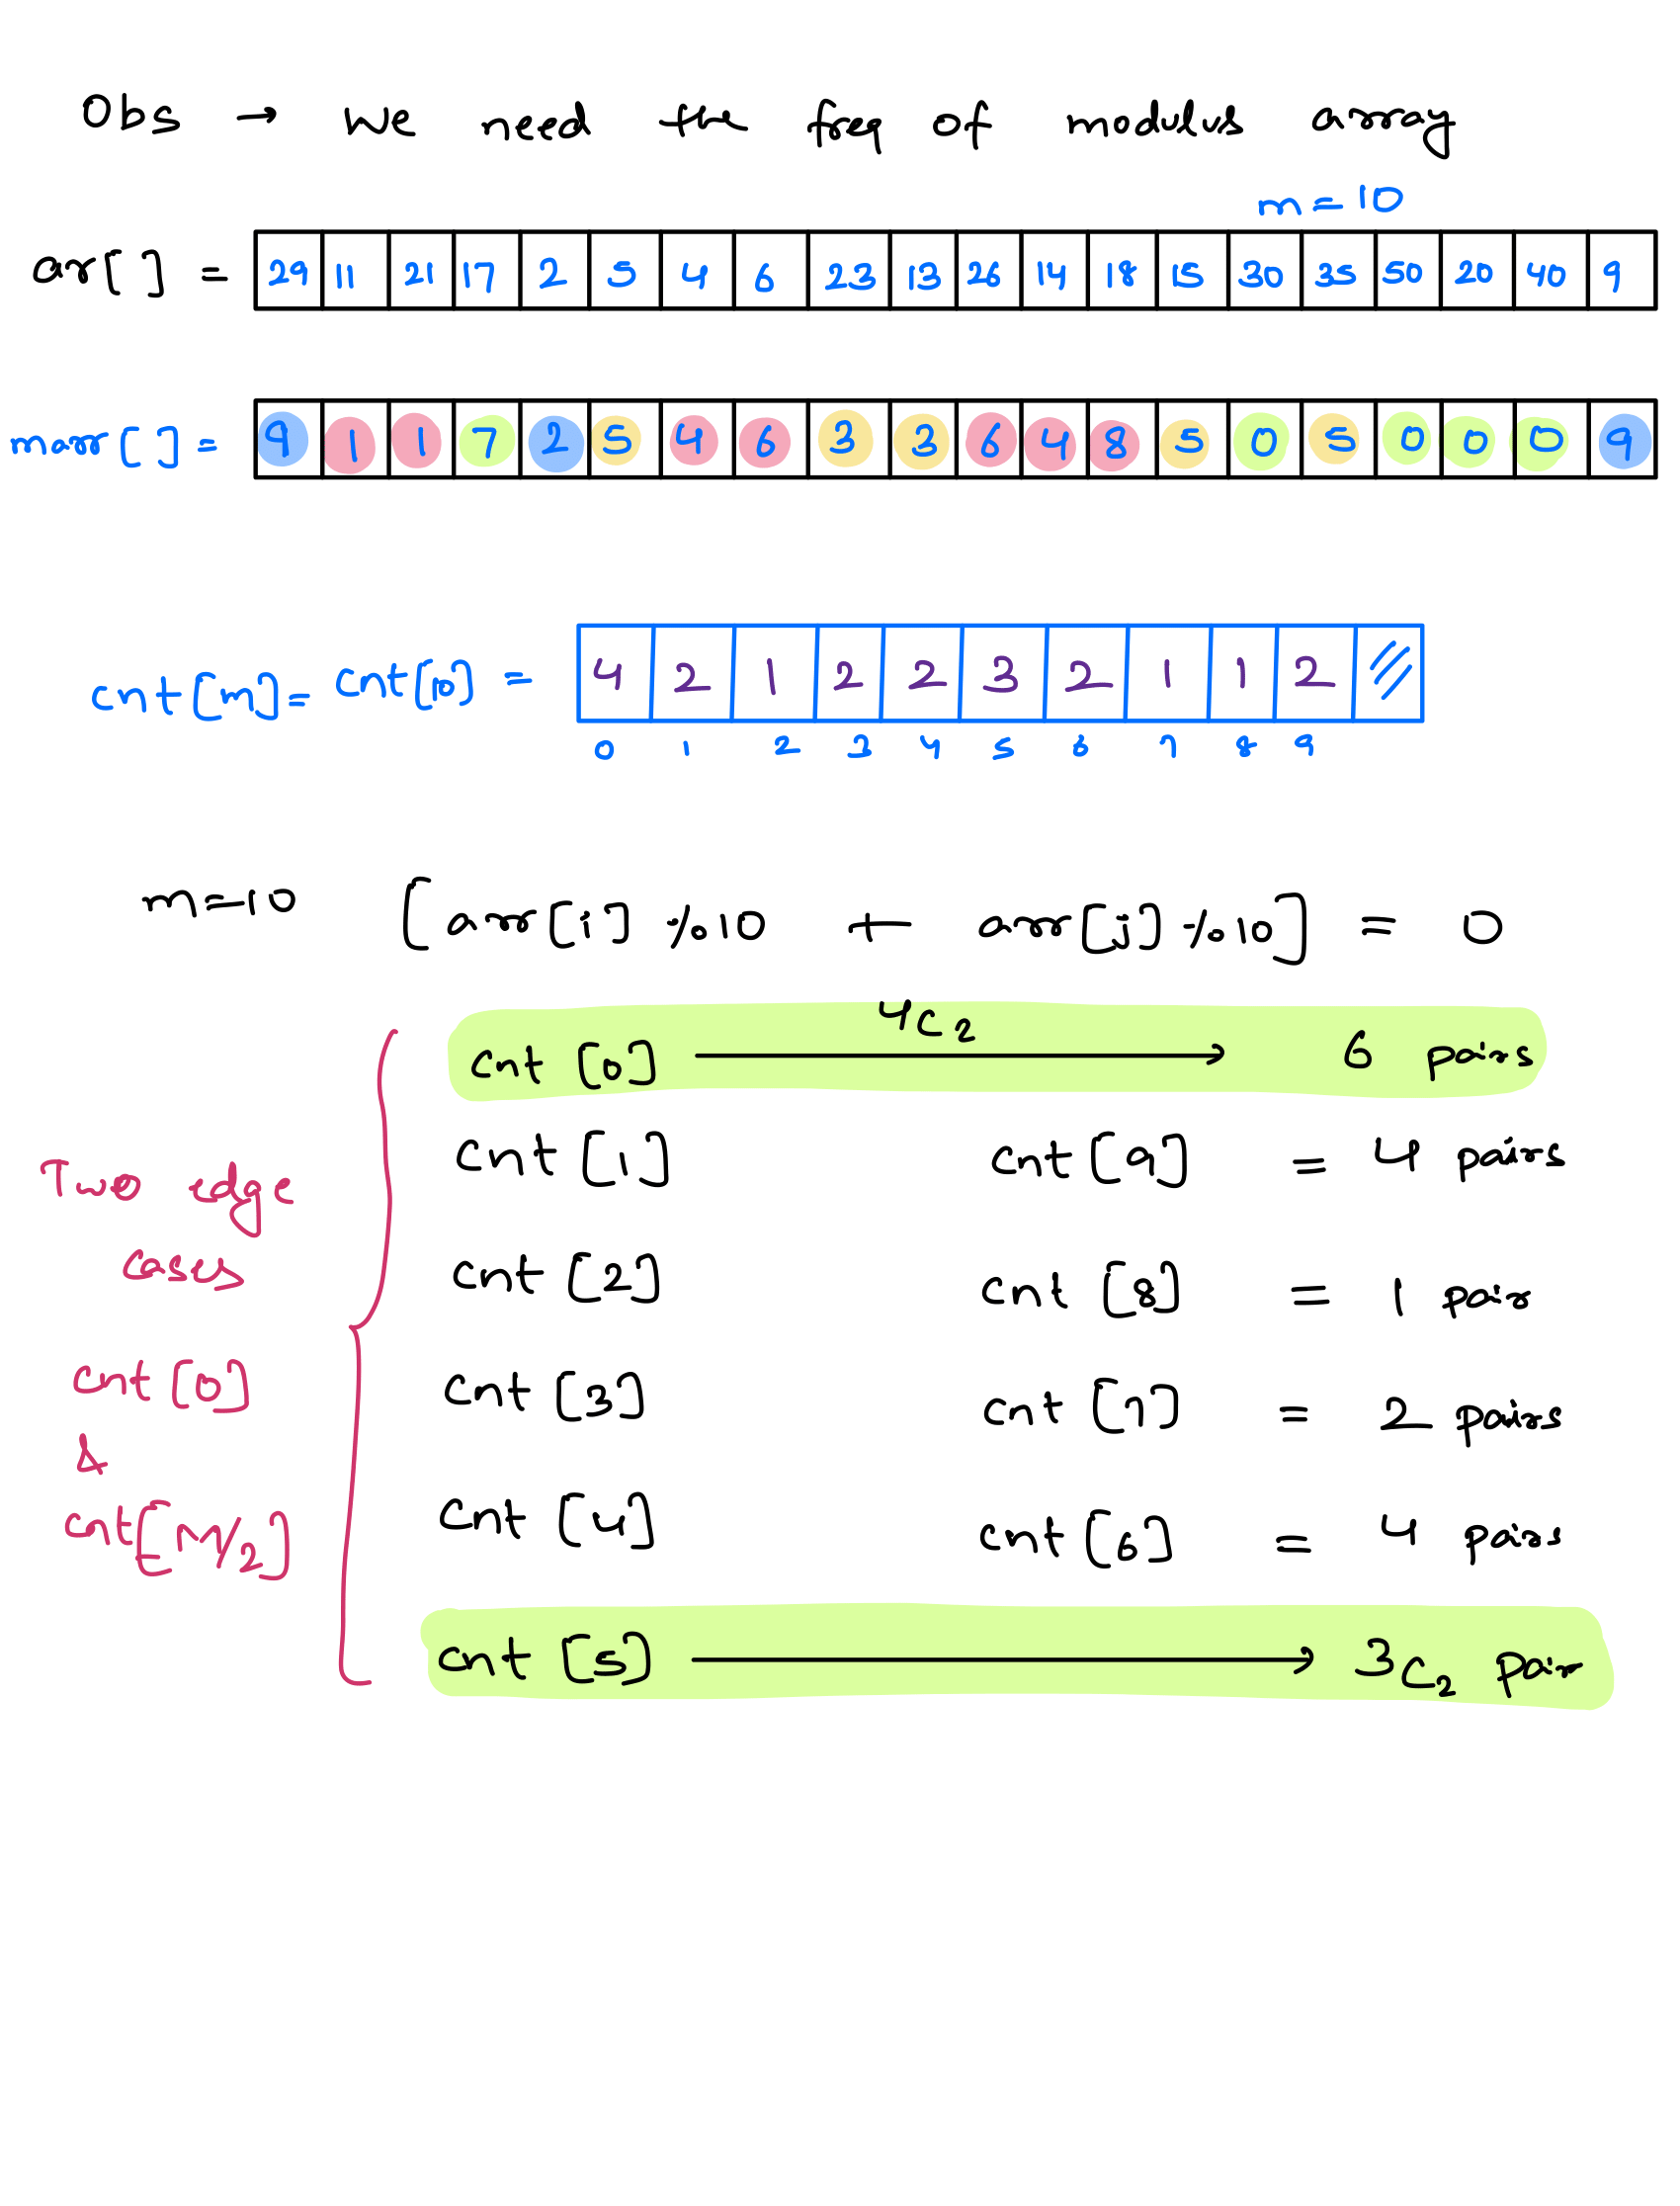 Obs → We need the freq of modulus array
m = 10
ar[ ] = 29 11 21 17 2 5 4 6 23 13 26 14 18 15 30 35 50 20 40 9
marr[ ] = 9 1 1 7 2 5 4 6 3 3 6 4 8 5 0 5 0 0 0 9
cnt[m] = cnt[10] = 4 2 1 2 2 3 2 1 1 2
0 1 2 3 4 5 6 7 8 9
m=10 [arr[i] %10 + arr[j] %10] = 0
cnt [0] 4C2 → 6 pairs
cnt [1] cnt [9] = 4 pairs
Two edge
cases
cnt [2] cnt [8] = 1 pair
cnt [0]
cnt [3] cnt [7] = 2 pairs
&
cnt[M/2]
cnt [4] cnt [6] = 4 pairs
cnt [5] → 3C2 pair